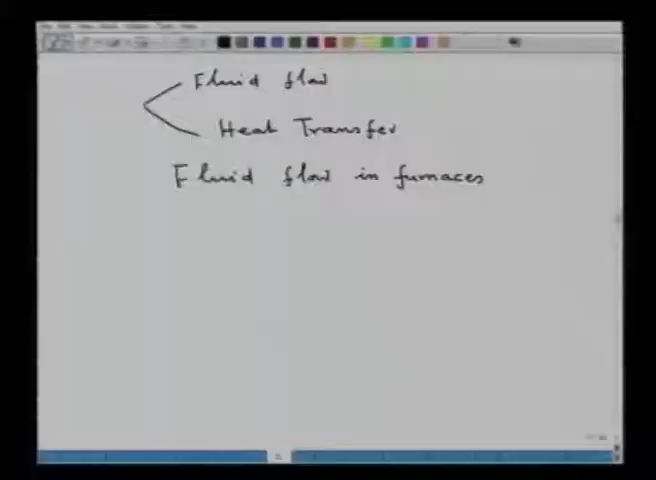 Fluid flow
Heat Transfer
Fluid flow in furnaces